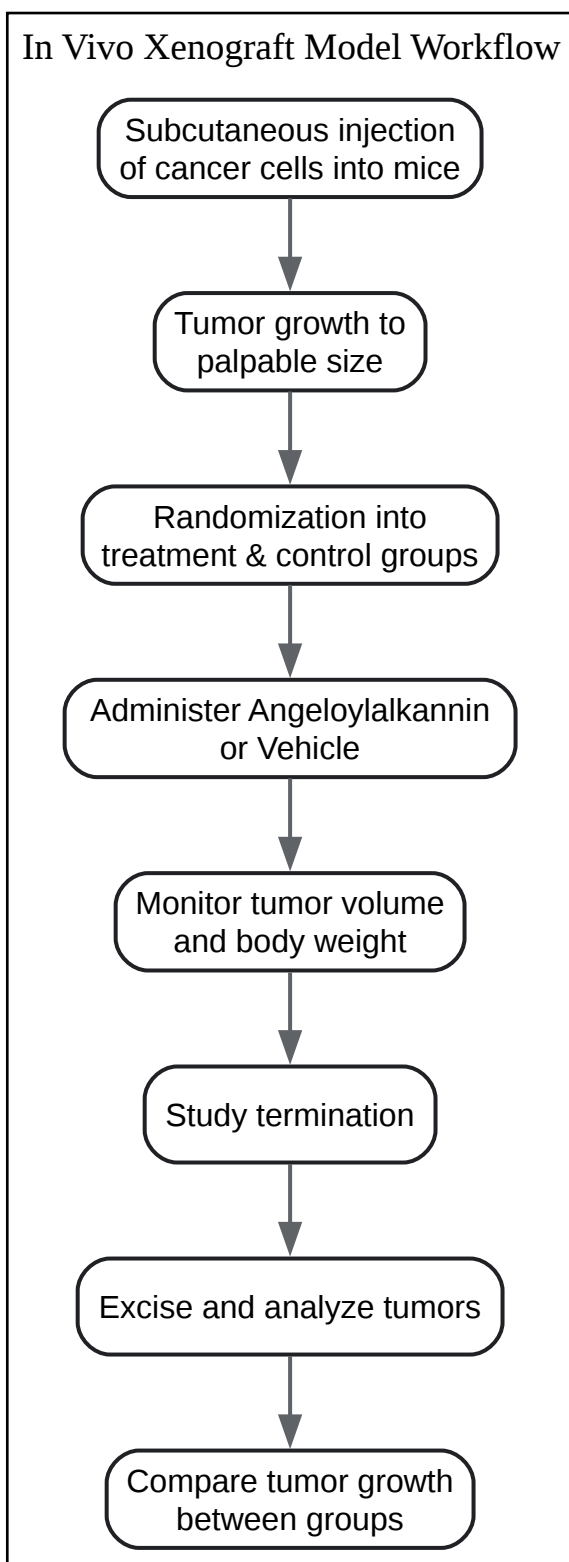 In Vivo Xenograft Model Workflow
Subcutaneous injection
of cancer cells into mice
Tumor growth to
palpable size
Randomization into
treatment & control groups
Administer Angeloylalkannin
or Vehicle
Monitor tumor volume
and body weight
Study termination
Excise and analyze tumors
Compare tumor growth
between groups